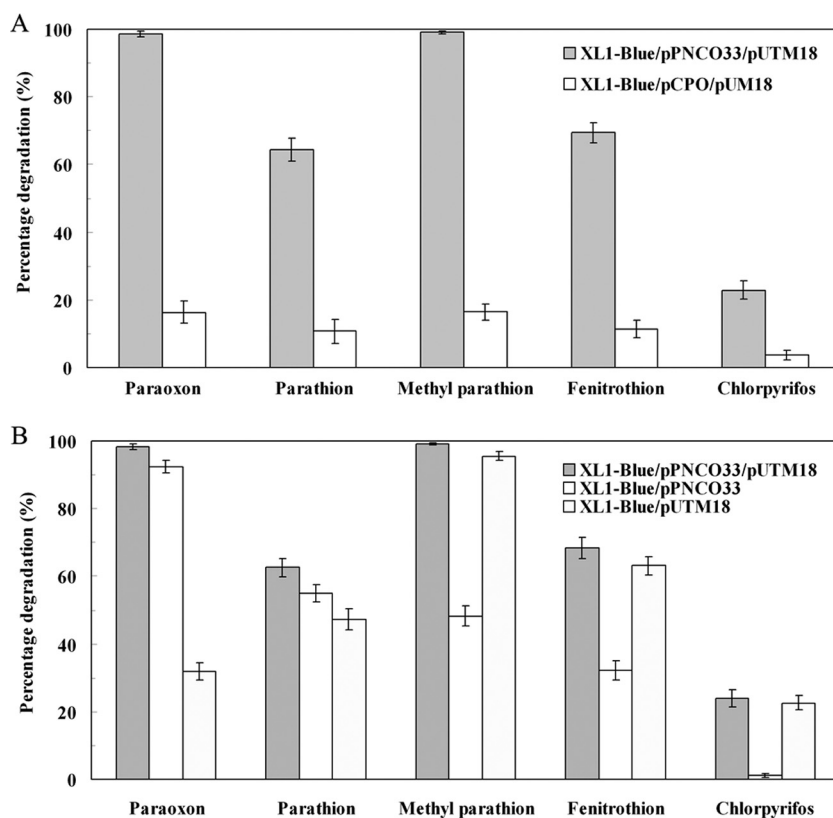 A
100
80
60
40
20
0
Percentage degradation (%)
XL1-Blue/pPNCO33/pUTM18
XL1-Blue/pCPO/pUM18
Paraoxon Parathion Methyl parathion Fenitrothion Chlorpyrifos
B
100
80
60
40
20
0
Percentage degradation (%)
XL1-Blue/pPNCO33/pUTM18
XL1-Blue/pPNCO33
XL1-Blue/pUTM18
Paraoxon Parathion Methyl parathion Fenitrothion Chlorpyrifos